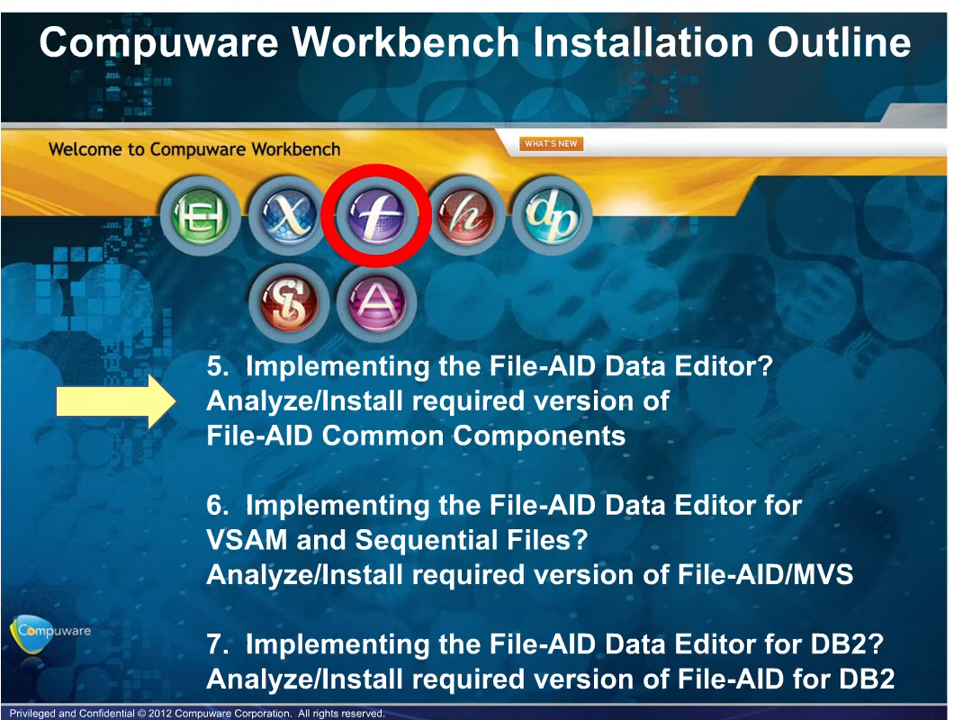 Compuware Workbench Installation Outline
Welcome to Compuware Workbench
WHAT'S NEW
H X f h dp
S A
5. Implementing the File-AID Data Editor?
Analyze/Install required version of
File-AID Common Components
6. Implementing the File-AID Data Editor for
VSAM and Sequential Files?
Analyze/Install required version of File-AID/MVS
7. Implementing the File-AID Data Editor for DB2?
Analyze/Install required version of File-AID for DB2
Compuware
Privileged and Confidential © 2012 Compuware Corporation. All rights reserved.